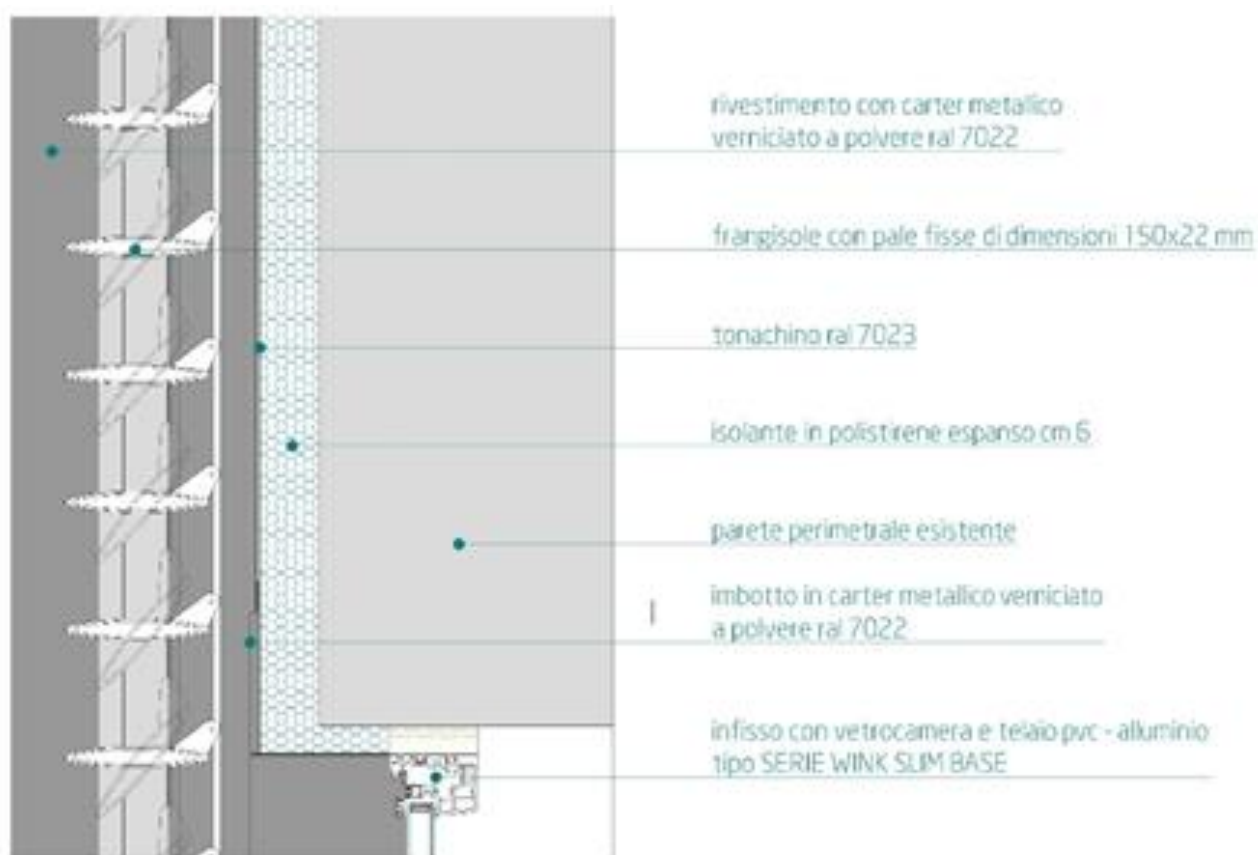 rivestimento con carter metallico
verniciato a polvere ral 7022
frangisole con pale fisse di dimensioni 150x22 mm
tonachino ral 7023
isolante in polistirene espanso cm 6
parete perimetrale esistente
imbotto in carter metallico verniciato
a polvere ral 7022
infisso con vetrocamera e telaio pvc - alluminio
tipo SERIE WINK SLIM BASE